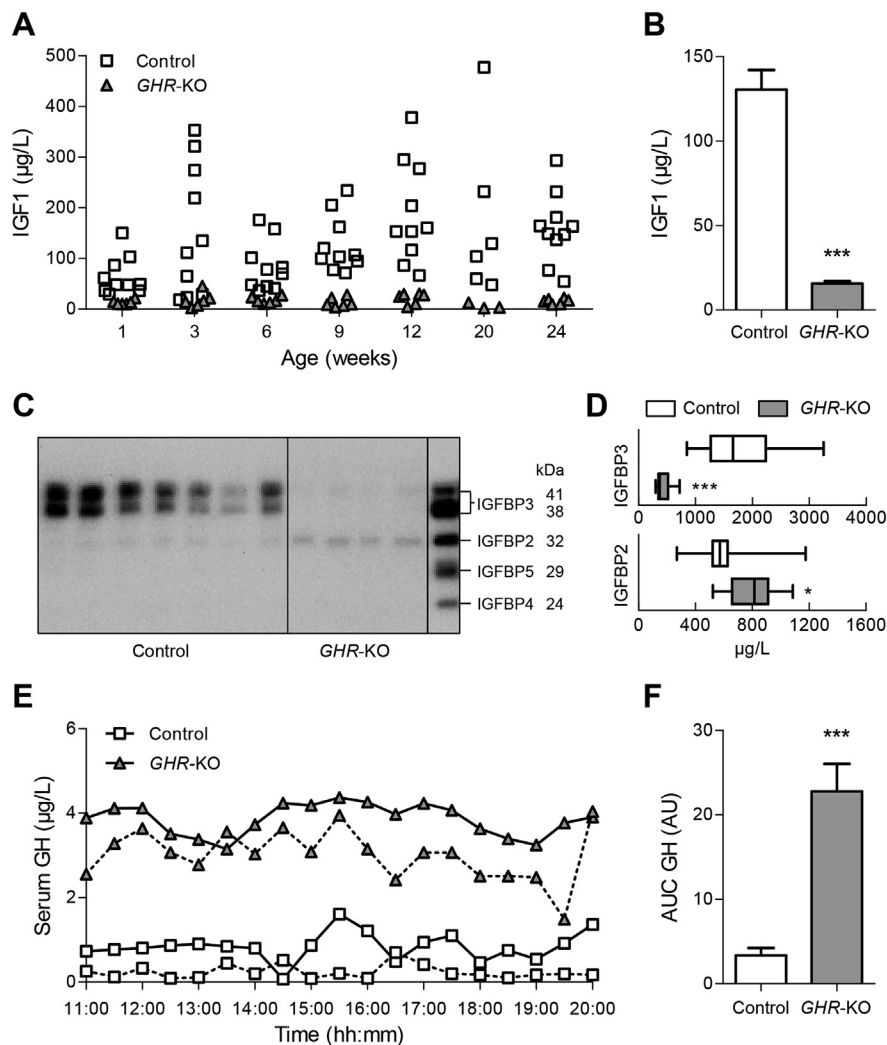 A
500
400
300
200
100
0
IGF1 (µg/L)
Control
GHR-KO
1 3 6 9 12 20 24
Age (weeks)
B
150
100
50
0
IGF1 (µg/L)
***
Control GHR-KO
C
kDa
41
IGFBP3
38
IGFBP2 32
IGFBP5 29
IGFBP4 24
Control GHR-KO
D
Control GHR-KO
IGFBP3
***
0 1000 2000 3000 4000
IGFBP2
*
0 400 800 1200 1600
µg/L
E
6
4
2
0
Serum GH (µg/L)
Control
GHR-KO
11:00 12:00 13:00 14:00 15:00 16:00 17:00 18:00 19:00 20:00
Time (hh:mm)
F
30
20
10
0
AUC GH (AU)
***
Control GHR-KO